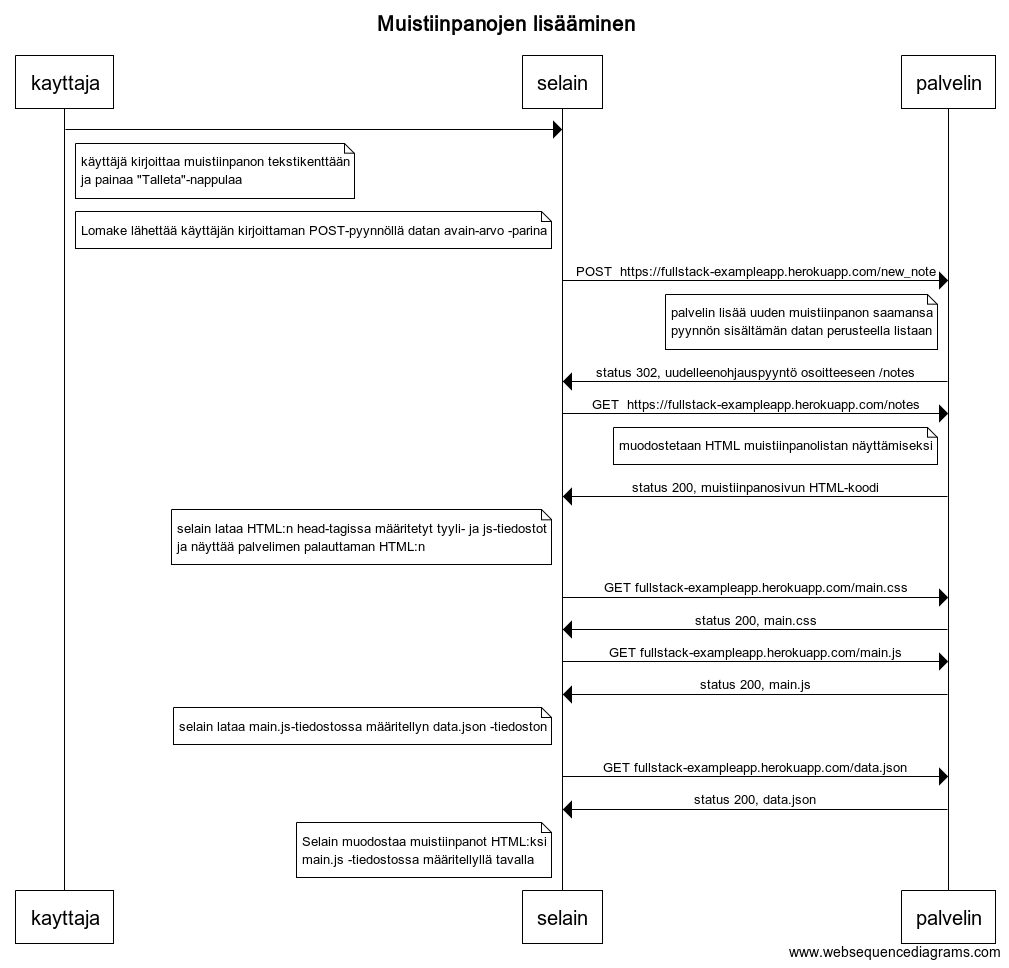 Muistiinpanojen lisääminen
kayttaja
selain
palvelin
käyttäjä kirjoittaa muistiinpanon tekstikenttään
ja painaa "Talleta"-nappulaa
Lomake lähettää käyttäjän kirjoittaman POST-pyynnöllä datan avain-arvo -parina
POST  https://fullstack-exampleapp.herokuapp.com/new_note
palvelin lisää uuden muistiinpanon saamansa
pyynnön sisältämän datan perusteella listaan
status 302, uudelleenohjauspyyntö osoitteeseen /notes
GET  https://fullstack-exampleapp.herokuapp.com/notes
muodostetaan HTML muistiinpanolistan näyttämiseksi
status 200, muistiinpanosivun HTML-koodi
selain lataa HTML:n head-tagissa määritetyt tyyli- ja js-tiedostot
ja näyttää palvelimen palauttaman HTML:n
GET fullstack-exampleapp.herokuapp.com/main.css
status 200, main.css
GET fullstack-exampleapp.herokuapp.com/main.js
status 200, main.js
selain lataa main.js-tiedostossa määritellyn data.json -tiedoston
GET fullstack-exampleapp.herokuapp.com/data.json
status 200, data.json
Selain muodostaa muistiinpanot HTML:ksi
main.js -tiedostossa määritellyllä tavalla
kayttaja
selain
palvelin
www.websequencediagrams.com